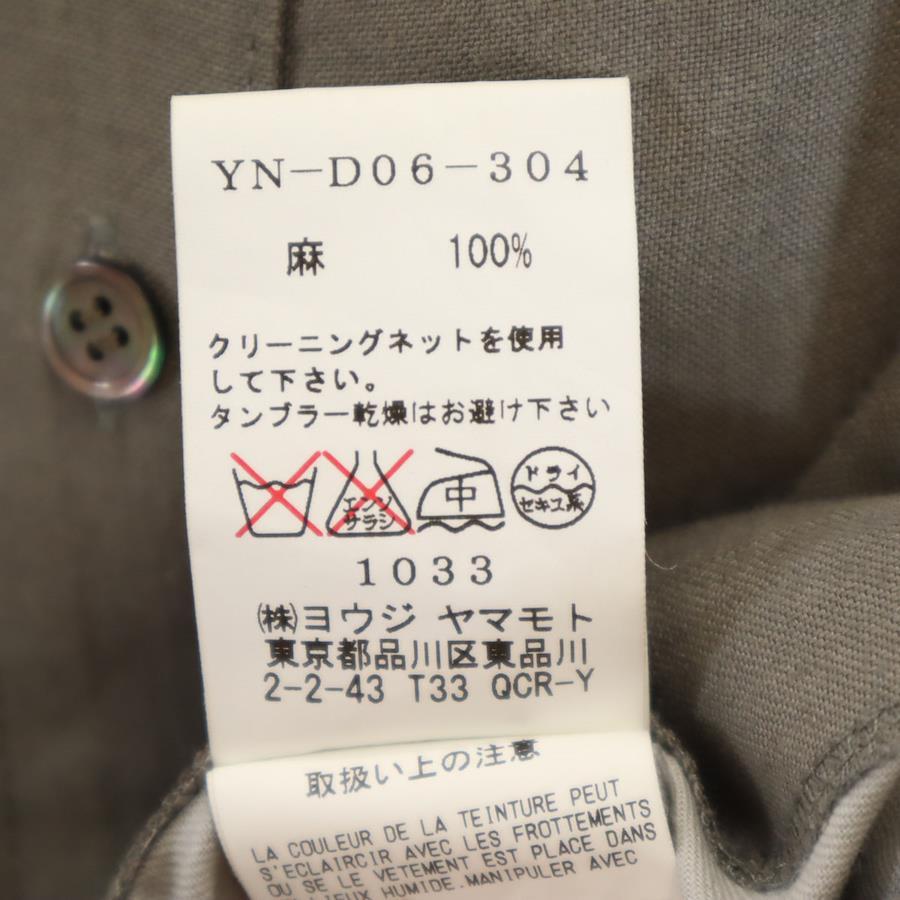 YN-D06-304
麻 100%
クリーニングネットを使用
して下さい。
タンブラー乾燥はお避け下さい
エンソ
サラシ
中
ドライ
セキユ系
1033
㈱ヨウジ ヤマモト
東京都品川区東品川
2-2-43 T33 QCR-Y
取扱い上の注意
LA COULEUR DE LA TEINTURE PEUT
S'ECLAIRCIR AVEC LES FROTTEMENTS
OU SE LE VETEMENT EST PLACE DANS
LIEUX HUMIDE.MANIPULER AVEC